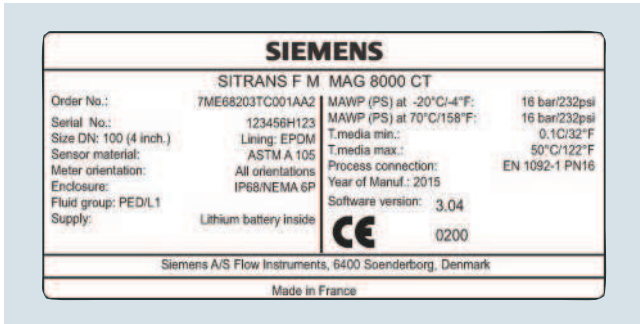 SIEMENS
SITRANS F M MAG 8000 CT
Order No.: 7ME68203TC001AA2
Serial No.: 123456H123
Size DN: 100 (4 inch.) Lining: EPDM
Sensor material: ASTM A 105
Meter orientation: All orientations
Enclosure: IP68/NEMA 6P
Fluid group: PED/L1
Supply: Lithium battery inside
MAWP (PS) at -20°C/-4°F: 16 bar/232psi
MAWP (PS) at 70°C/158°F: 16 bar/232psi
T.media min.: 0.1C/32°F
T.media max.: 50°C/122°F
Process connection: EN 1092-1 PN16
Year of Manuf.: 2015
Software version: 3.04
CE 0200
Siemens A/S Flow Instruments, 6400 Soenderborg, Denmark
Made in France